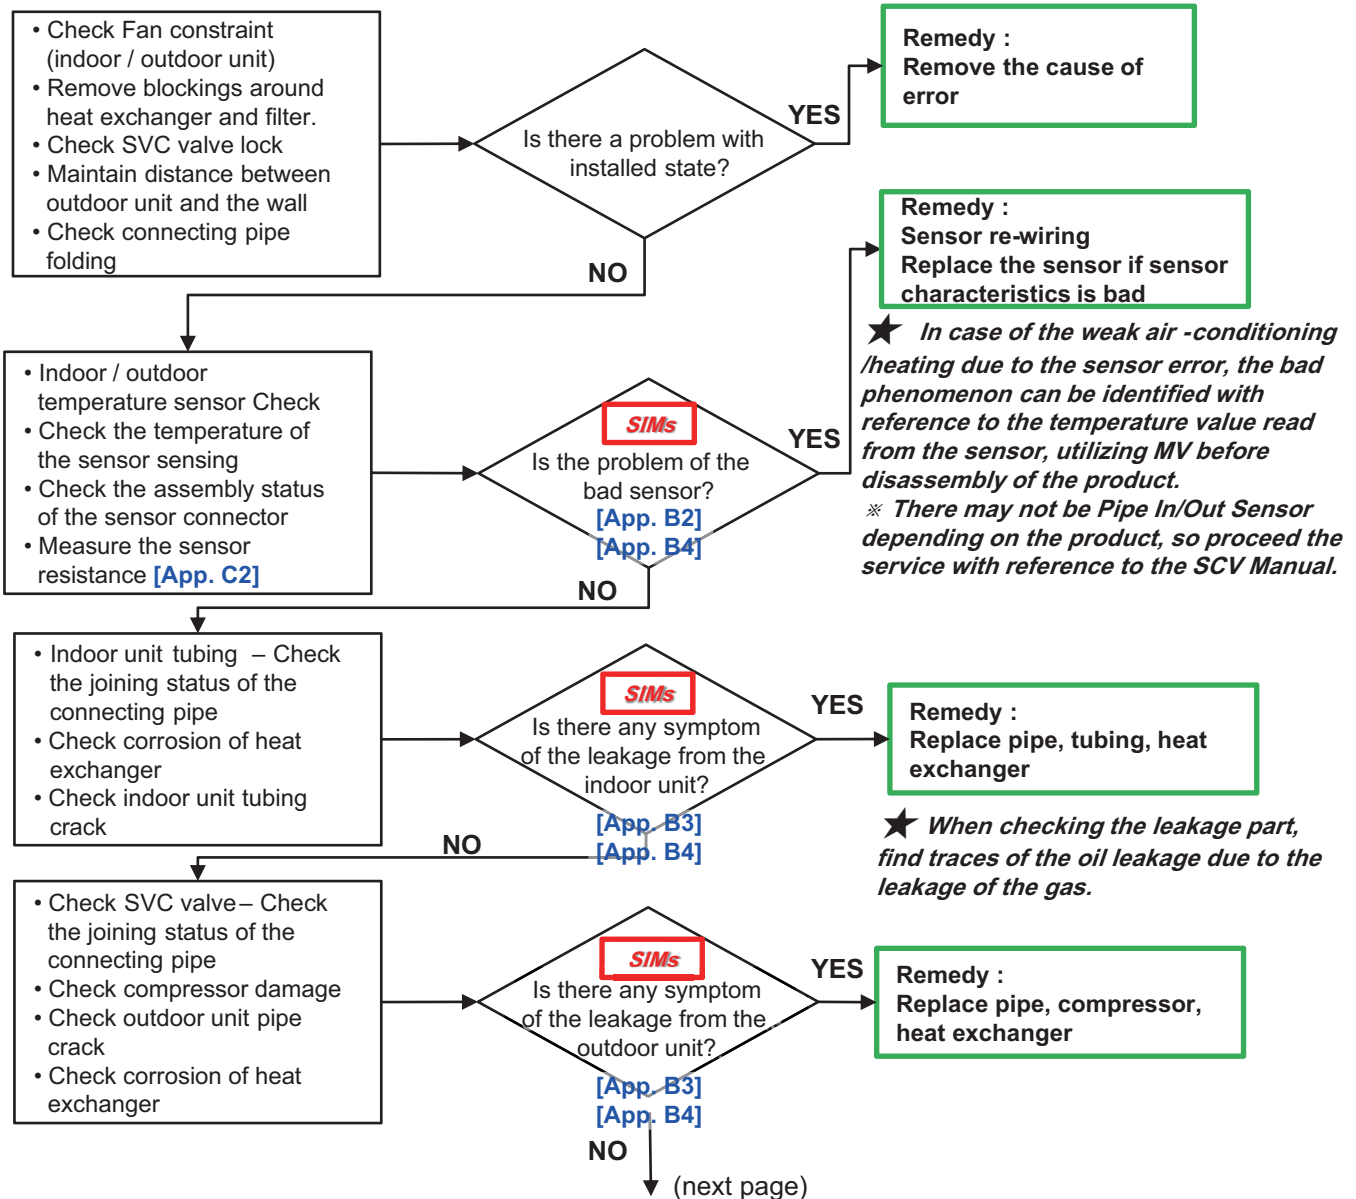 • Check Fan constraint
(indoor / outdoor unit)
• Remove blockings around
heat exchanger and filter.
• Check SVC valve lock
• Maintain distance between
outdoor unit and the wall
• Check connecting pipe
folding
Is there a problem with
installed state?
YES
Remedy :
Remove the cause of
error
NO
• Indoor / outdoor
temperature sensor Check
• Check the temperature of
the sensor sensing
• Check the assembly status
of the sensor connector
• Measure the sensor
resistance [App. C2]
SIMs
Is the problem of the
bad sensor?
[App. B2]
[App. B4]
YES
Remedy :
Sensor re-wiring
Replace the sensor if sensor
characteristics is bad
★ In case of the weak air -conditioning
/heating due to the sensor error, the bad
phenomenon can be identified with
reference to the temperature value read
from the sensor, utilizing MV before
disassembly of the product.
※ There may not be Pipe In/Out Sensor
depending on the product, so proceed the
service with reference to the SCV Manual.
NO
• Indoor unit tubing – Check
the joining status of the
connecting pipe
• Check corrosion of heat
exchanger
• Check indoor unit tubing
crack
SIMs
Is there any symptom
of the leakage from the
indoor unit?
[App. B3]
[App. B4]
YES
Remedy :
Replace pipe, tubing, heat
exchanger
★ When checking the leakage part,
find traces of the oil leakage due to the
leakage of the gas.
NO
• Check SVC valve – Check
the joining status of the
connecting pipe
• Check compressor damage
• Check outdoor unit pipe
crack
• Check corrosion of heat
exchanger
SIMs
Is there any symptom
of the leakage from the
outdoor unit?
[App. B3]
[App. B4]
YES
Remedy :
Replace pipe, compressor,
heat exchanger
NO
(next page)